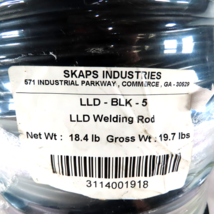 SKAPS INDUSTRIES
571 INDUSTRIAL PARKWAY , COMMERCE , GA - 30529
LLD - BLK - 5
LLD Welding Rod
Net Wt : 18.4 lb Gross Wt : 19.7 lbs
3114001918